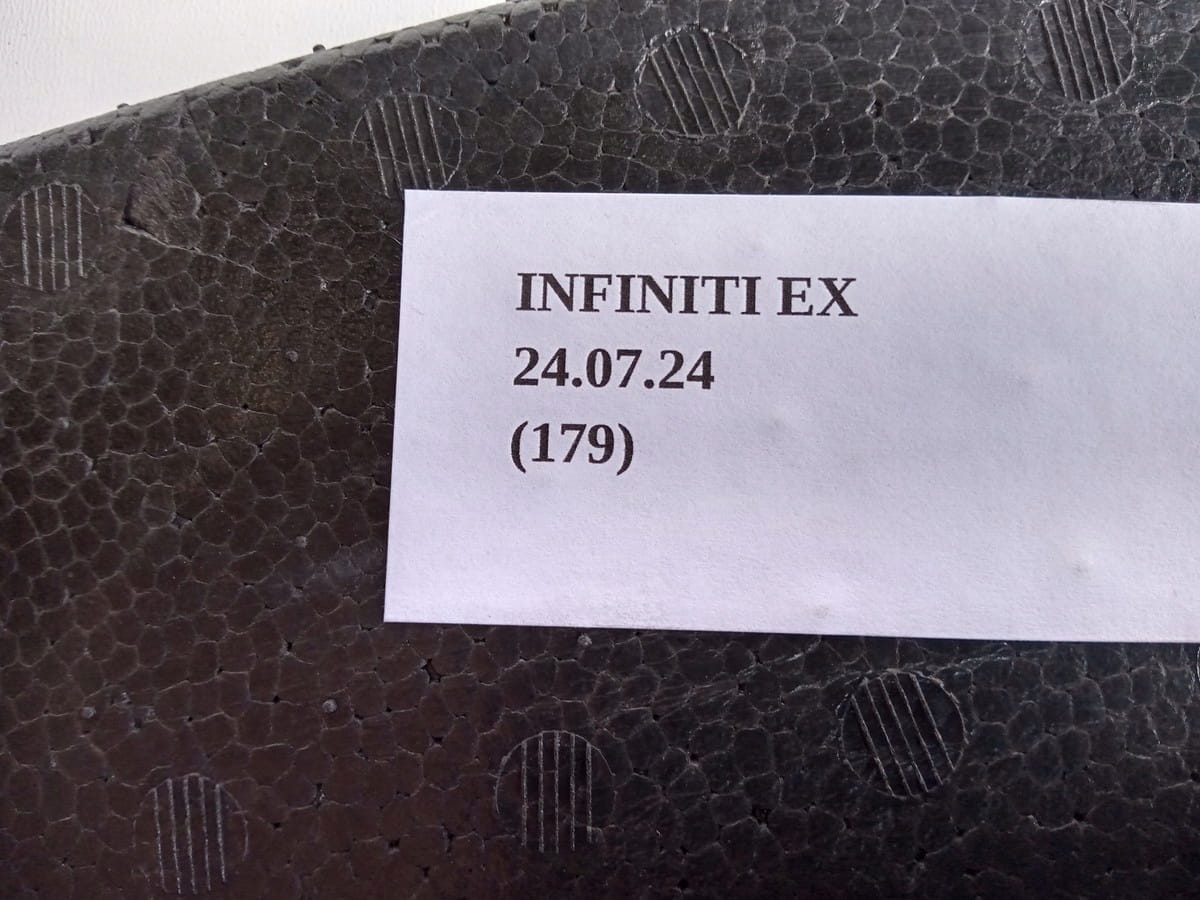 INFINITI EX
24.07.24
(179)